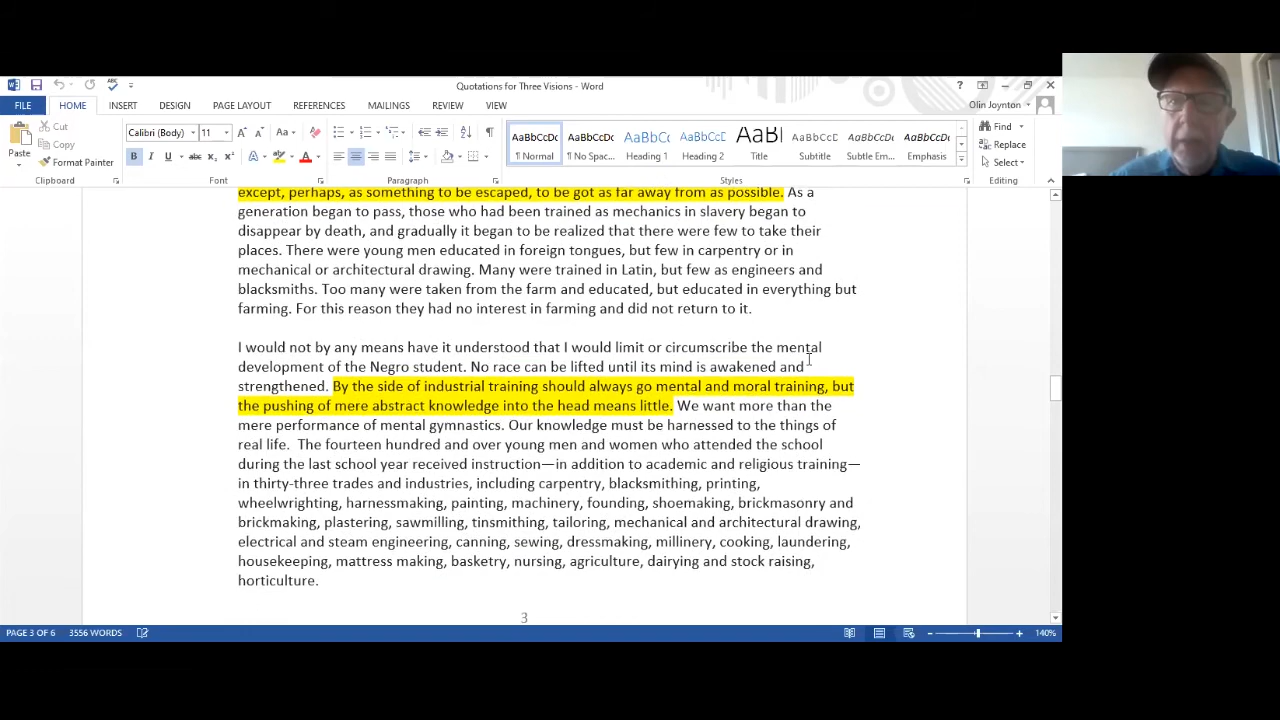 Quotations for Three Visions - Word
FILE HOME INSERT DESIGN PAGE LAYOUT REFERENCES MAILINGS REVIEW VIEW
Olin Joynton
Paste
Cut
Copy
Format Painter
Calibri (Body) 11
AaBbCcDc AaBbCcDc AaBbC AaBbCcC AaBl AaBbCcC AaBbCcDc AaBbCcDc
¶ Normal ¶ No Spac... Heading 1 Heading 2 Title Subtitle Subtle Em... Emphasis
Find
Replace
Select
Clipboard Font Paragraph Styles Editing
except, perhaps, as something to be escaped, to be got as far away from as possible. As a
generation began to pass, those who had been trained as mechanics in slavery began to
disappear by death, and gradually it began to be realized that there were few to take their
places. There were young men educated in foreign tongues, but few in carpentry or in
mechanical or architectural drawing. Many were trained in Latin, but few as engineers and
blacksmiths. Too many were taken from the farm and educated, but educated in everything but
farming. For this reason they had no interest in farming and did not return to it.
I would not by any means have it understood that I would limit or circumscribe the mental
development of the Negro student. No race can be lifted until its mind is awakened and
strengthened. By the side of industrial training should always go mental and moral training, but
the pushing of mere abstract knowledge into the head means little. We want more than the
mere performance of mental gymnastics. Our knowledge must be harnessed to the things of
real life. The fourteen hundred and over young men and women who attended the school
during the last school year received instruction—in addition to academic and religious training—
in thirty-three trades and industries, including carpentry, blacksmithing, printing,
wheelwrighting, harnessmaking, painting, machinery, founding, shoemaking, brickmasonry and
brickmaking, plastering, sawmilling, tinsmithing, tailoring, mechanical and architectural drawing,
electrical and steam engineering, canning, sewing, dressmaking, millinery, cooking, laundering,
housekeeping, mattress making, basketry, nursing, agriculture, dairying and stock raising,
horticulture.
3
PAGE 3 OF 6 3556 WORDS 140%